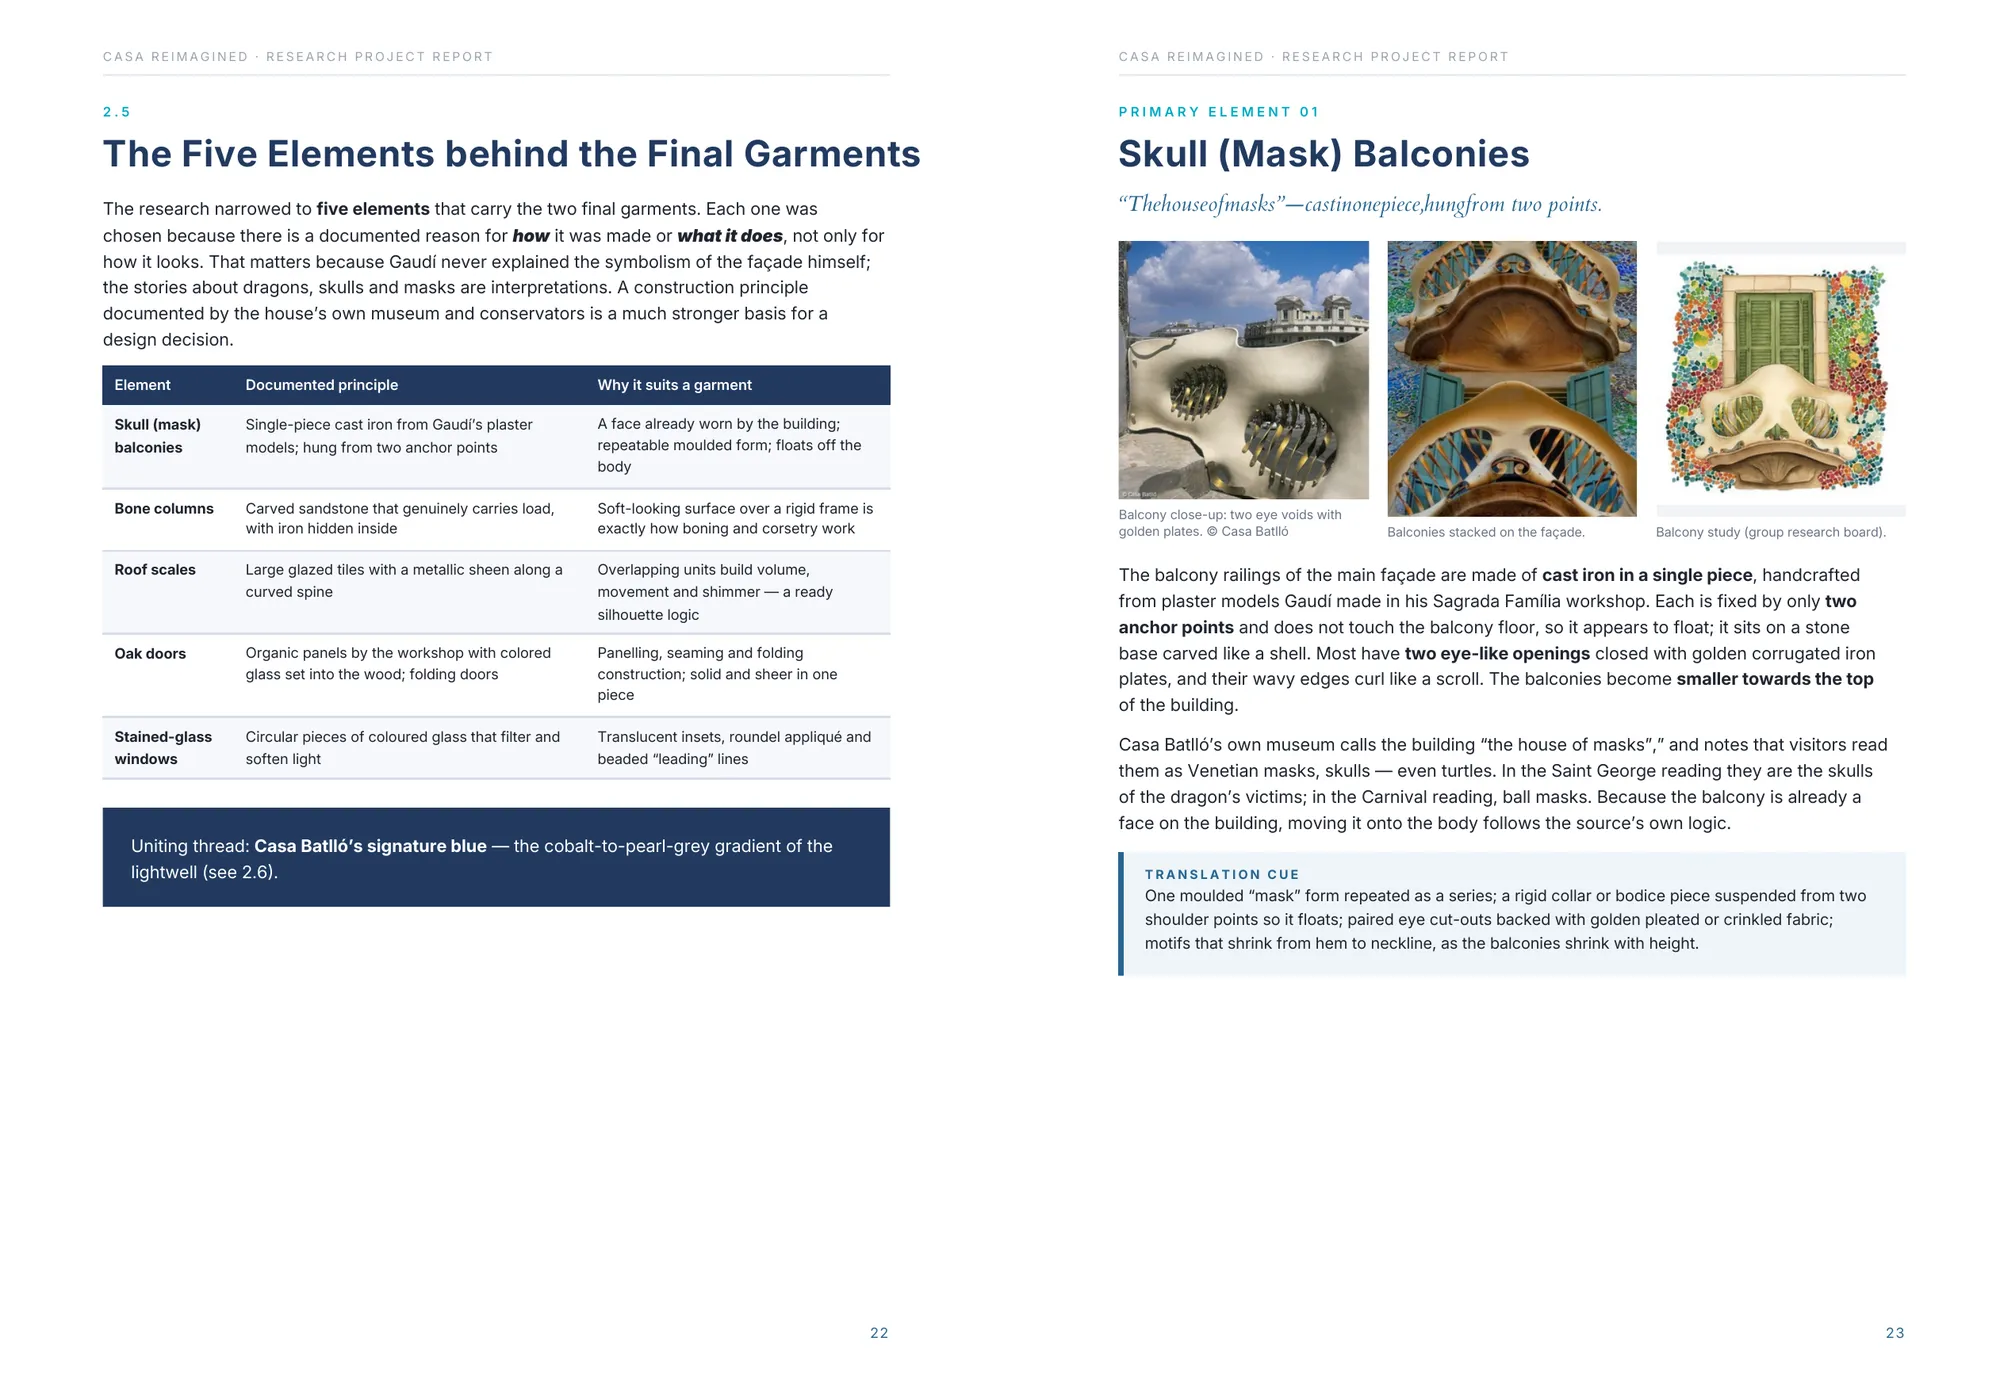 CASA REIMAGINED · RESEARCH PROJECT REPORT
2.5
The Five Elements behind the Final Garments
The research narrowed to five elements that carry the two final garments. Each one was
chosen because there is a documented reason for how it was made or what it does, not only for
how it looks. That matters because Gaudí never explained the symbolism of the façade himself;
the stories about dragons, skulls and masks are interpretations. A construction principle
documented by the house’s own museum and conservators is a much stronger basis for a
design decision.
Element Documented principle Why it suits a garment
Skull (mask) Single-piece cast iron from Gaudí’s plaster A face already worn by the building;
balconies models; hung from two anchor points repeatable moulded form; floats off the
body
Bone columns Carved sandstone that genuinely carries load, Soft-looking surface over a rigid frame is
with iron hidden inside exactly how boning and corsetry work
Roof scales Large glazed tiles with a metallic sheen along a Overlapping units build volume,
curved spine movement and shimmer — a ready
silhouette logic
Oak doors Organic panels by the workshop with colored Panelling, seaming and folding
glass set into the wood; folding doors construction; solid and sheer in one
piece
Stained-glass Circular pieces of coloured glass that filter and Translucent insets, roundel appliqué and
windows soften light beaded “leading” lines
Uniting thread: Casa Batlló’s signature blue — the cobalt-to-pearl-grey gradient of the
lightwell (see 2.6).
22
CASA REIMAGINED · RESEARCH PROJECT REPORT
PRIMARY ELEMENT 01
Skull (Mask) Balconies
“Thehouseofmasks”—castinonepiece,hungfrom two points.
© Casa Batlló
Balcony close-up: two eye voids with
golden plates. © Casa Batlló
Balconies stacked on the façade.
Balcony study (group research board).
The balcony railings of the main façade are made of cast iron in a single piece, handcrafted
from plaster models Gaudí made in his Sagrada Família workshop. Each is fixed by only two
anchor points and does not touch the balcony floor, so it appears to float; it sits on a stone
base carved like a shell. Most have two eye-like openings closed with golden corrugated iron
plates, and their wavy edges curl like a scroll. The balconies become smaller towards the top
of the building.
Casa Batlló’s own museum calls the building “the house of masks”,” and notes that visitors read
them as Venetian masks, skulls — even turtles. In the Saint George reading they are the skulls
of the dragon’s victims; in the Carnival reading, ball masks. Because the balcony is already a
face on the building, moving it onto the body follows the source’s own logic.
TRANSLATION CUE
One moulded “mask” form repeated as a series; a rigid collar or bodice piece suspended from two
shoulder points so it floats; paired eye cut-outs backed with golden pleated or crinkled fabric;
motifs that shrink from hem to neckline, as the balconies shrink with height.
23